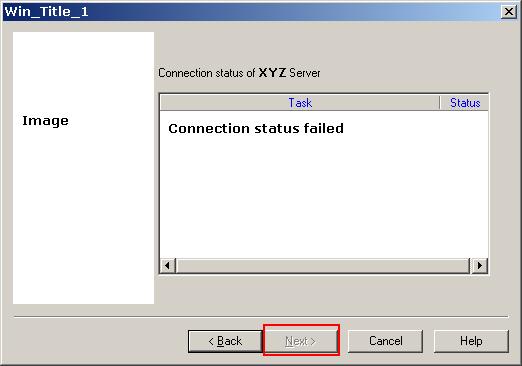 Win_Title_1
Image
Connection status of XYZ Server
Task Status
Connection status failed
< Back Next > Cancel Help